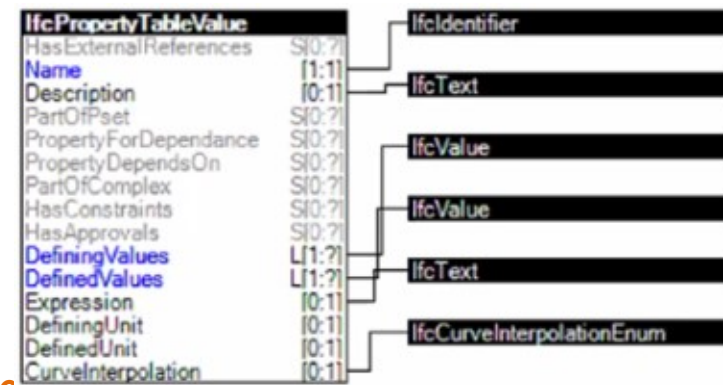 IfcPropertyTableValue
HasExternalReferences S[0:?]
Name [1:1]
Description [0:1]
PartOfPset S[0:?]
PropertyForDependance S[0:?]
PropertyDependsOn S[0:?]
PartOfComplex S[0:?]
HasConstraints S[0:?]
HasApprovals S[0:?]
DefiningValues L[1:?]
DefinedValues L[1:?]
Expression [0:1]
DefiningUnit [0:1]
DefinedUnit [0:1]
CurveInterpolation [0:1]
IfcIdentifier
IfcText
IfcValue
IfcValue
IfcText
IfcCurveInterpolationEnum